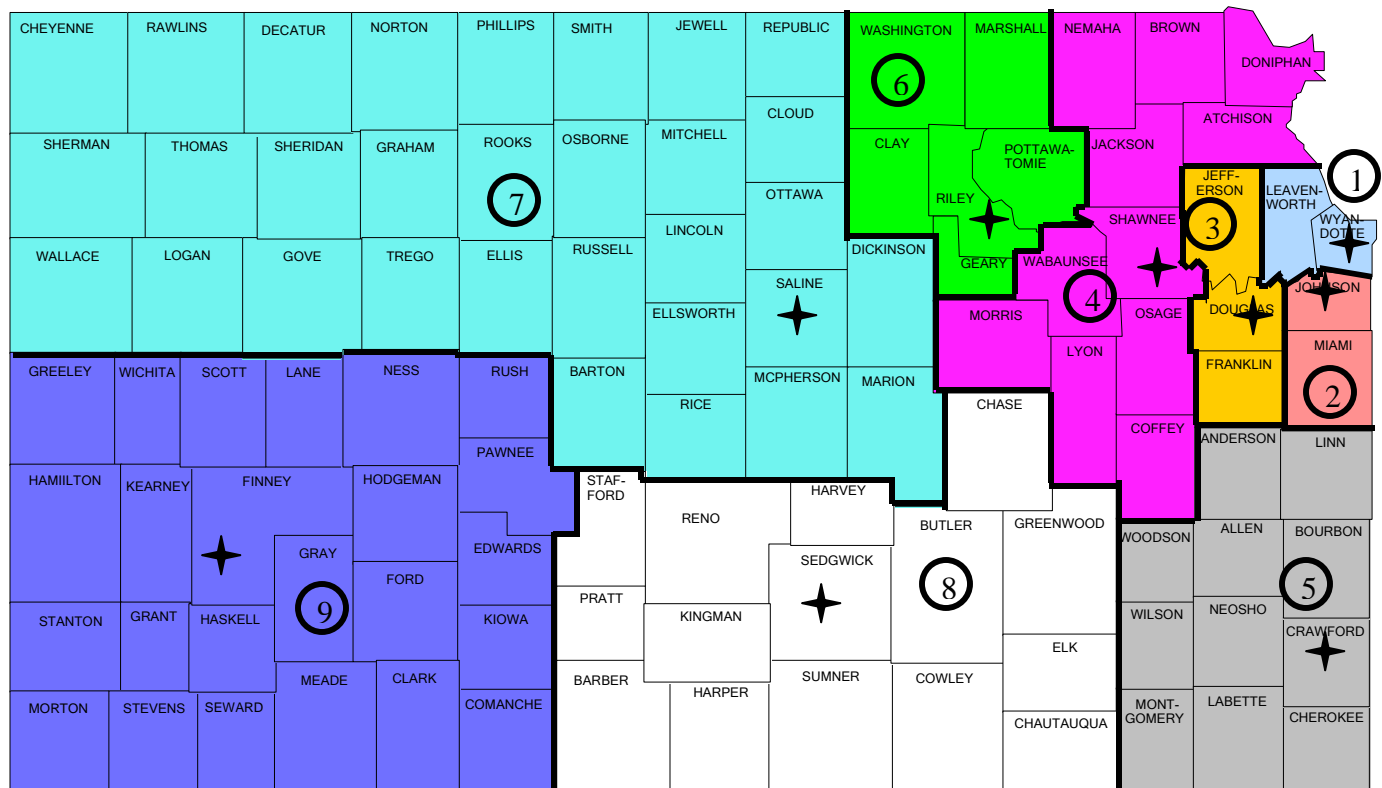 CHEYENNE
RAWLINS
DECATUR
NORTON
PHILLIPS
SMITH
JEWELL
REPUBLIC
WASHINGTON
MARSHALL
NEMAHA
BROWN
DONIPHAN
6
CLOUD
ATCHISON
SHERMAN
THOMAS
SHERIDAN
GRAHAM
ROOKS
OSBORNE
MITCHELL
CLAY
POTTAWA-
TOMIE
JACKSON
JEFF-
ERSON
LEAVEN-
WORTH
1
7
OTTAWA
RILEY
SHAWNEE
3
WYAN-
DOTTE
LINCOLN
WALLACE
LOGAN
GOVE
TREGO
ELLIS
RUSSELL
DICKINSON
GEARY
WABAUNSEE
SALINE
4
JOHNSON
ELLSWORTH
MORRIS
OSAGE
DOUGLAS
LYON
MIAMI
GREELEY
WICHITA
SCOTT
LANE
NESS
RUSH
BARTON
MCPHERSON
MARION
FRANKLIN
2
RICE
CHASE
COFFEY
ANDERSON
LINN
PAWNEE
HAMIILTON
KEARNEY
FINNEY
HODGEMAN
STAF-
FORD
HARVEY
RENO
BUTLER
GREENWOOD
WOODSON
ALLEN
BOURBON
GRAY
EDWARDS
SEDGWICK
FORD
8
5
PRATT
9
STANTON
GRANT
HASKELL
KIOWA
KINGMAN
WILSON
NEOSHO
CRAWFORD
ELK
MEADE
CLARK
BARBER
HARPER
SUMNER
COWLEY
MORTON
STEVENS
SEWARD
COMANCHE
CHAUTAUQUA
MONT-
GOMERY
LABETTE
CHEROKEE